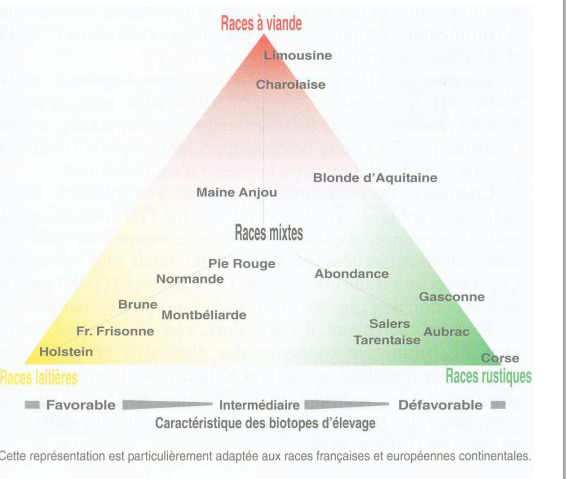 Races à viande
Limousine
Charolaise
Blonde d'Aquitaine
Maine Anjou
Races mixtes
Pie Rouge
Abondance
Normande
Gasconne
Brune
Montbéliarde
Salers
Fr. Frisonne
Aubrac
Tarentaise
Holstein
Corse
Races laitières
Races rustiques
Favorable
Intermédiaire
Défavorable
Caractéristique des biotopes d'élevage
Cette représentation est particulièrement adaptée aux races françaises et européennes continentales.